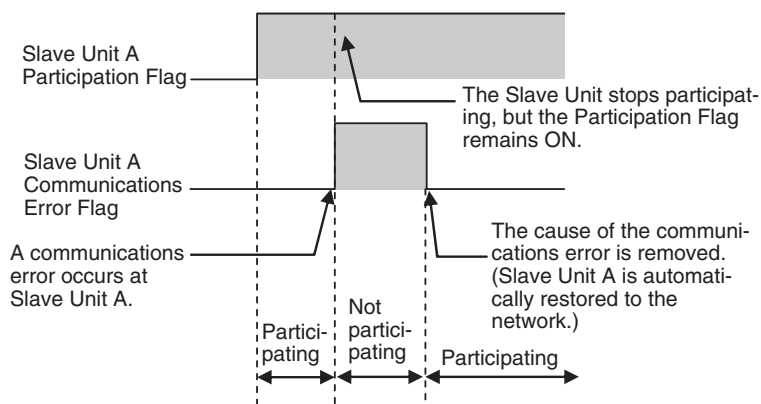 Slave Unit A
Participation Flag
The Slave Unit stops participat-
ing, but the Participation Flag
remains ON.
Slave Unit A
Communications
Error Flag
A communications
error occurs at
Slave Unit A.
The cause of the communi-
cations error is removed.
(Slave Unit A is automati-
cally restored to the
network.)
Partici-
pating
Not
partici-
pating
Participating